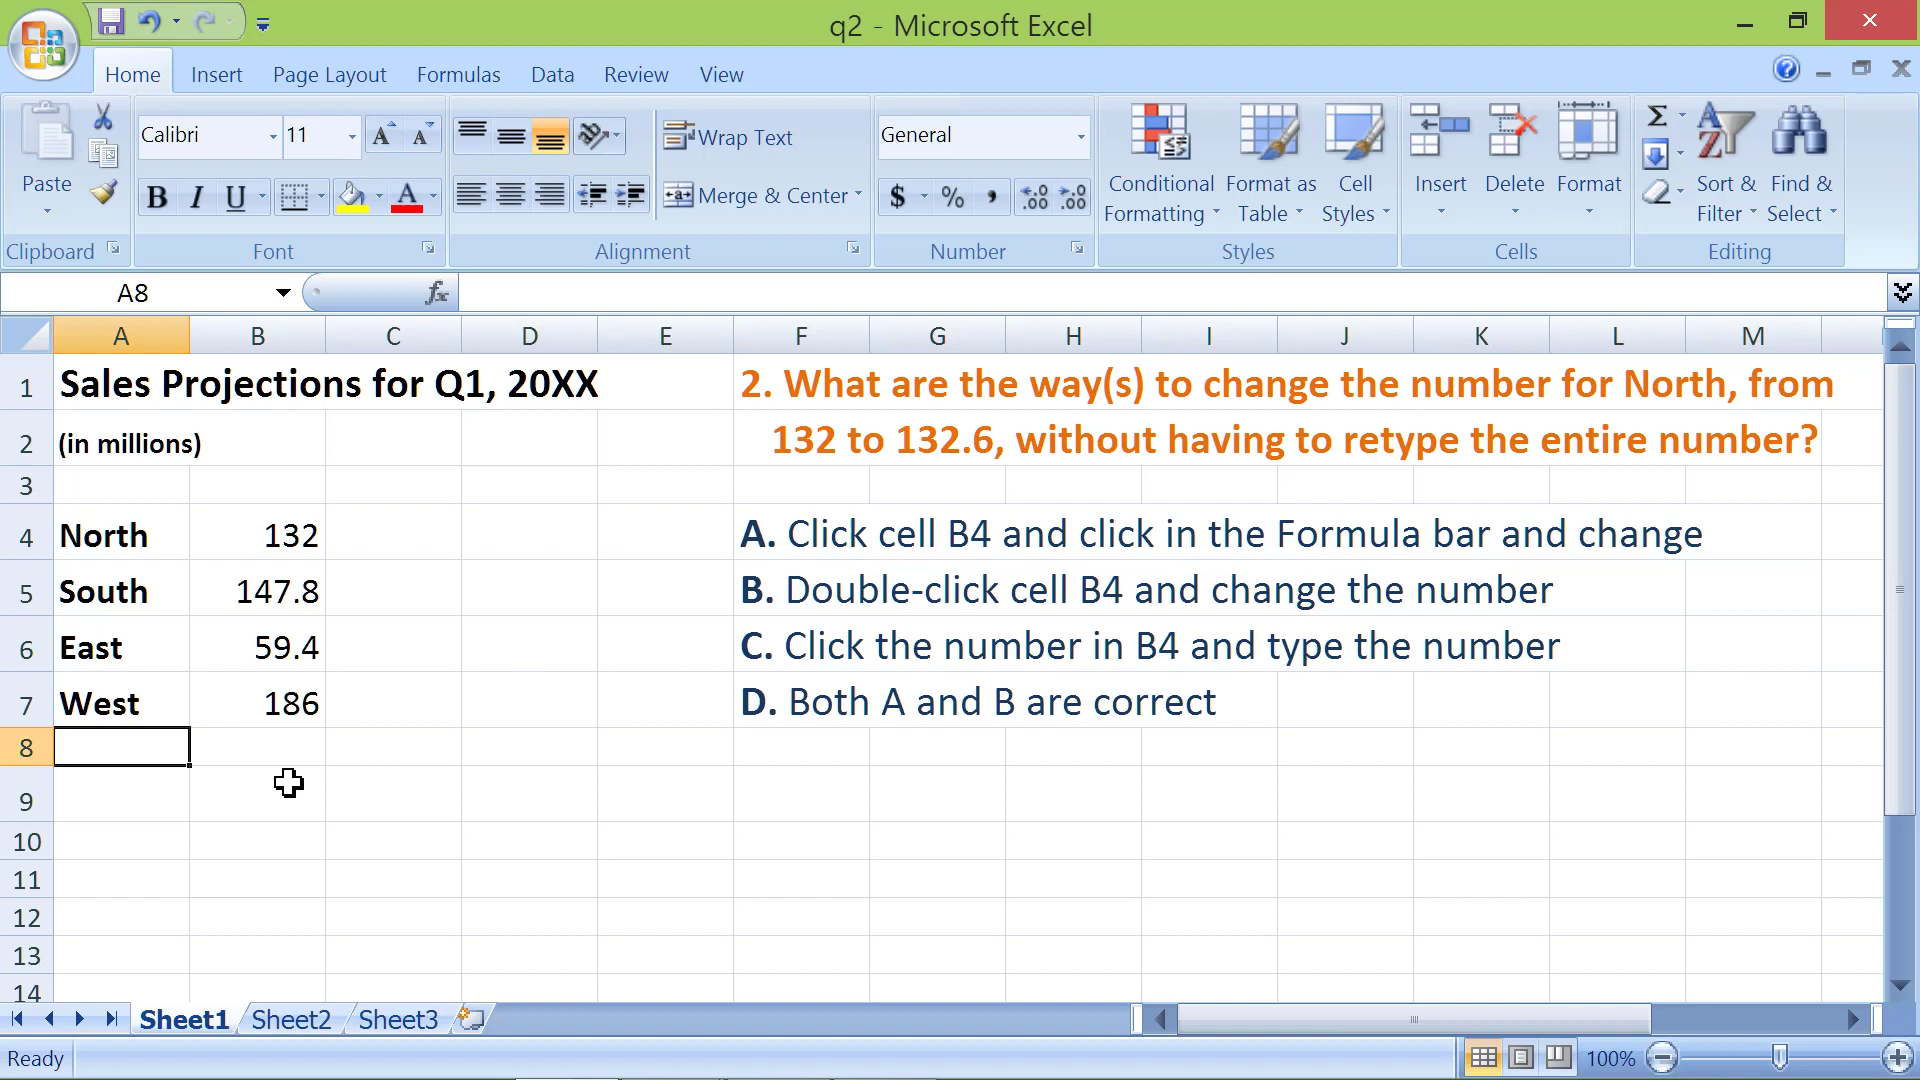 q2 - Microsoft Excel
Home Insert Page Layout Formulas Data Review View
Calibri 11 Wrap Text General
Paste B I U A Merge & Center $ % , Conditional Formatting Format as Table Cell Styles Insert Delete Format Σ Sort & Filter Find & Select
Clipboard Font Alignment Number Styles Cells Editing
A8 fx
A B C D E F G H I J K L M
1 Sales Projections for Q1, 20XX 2. What are the way(s) to change the number for North, from
2 (in millions) 132 to 132.6, without having to retype the entire number?
3
4 North 132 A. Click cell B4 and click in the Formula bar and change
5 South 147.8 B. Double-click cell B4 and change the number
6 East 59.4 C. Click the number in B4 and type the number
7 West 186 D. Both A and B are correct
8
9
10
11
12
13
14
Sheet1 Sheet2 Sheet3
Ready 100%